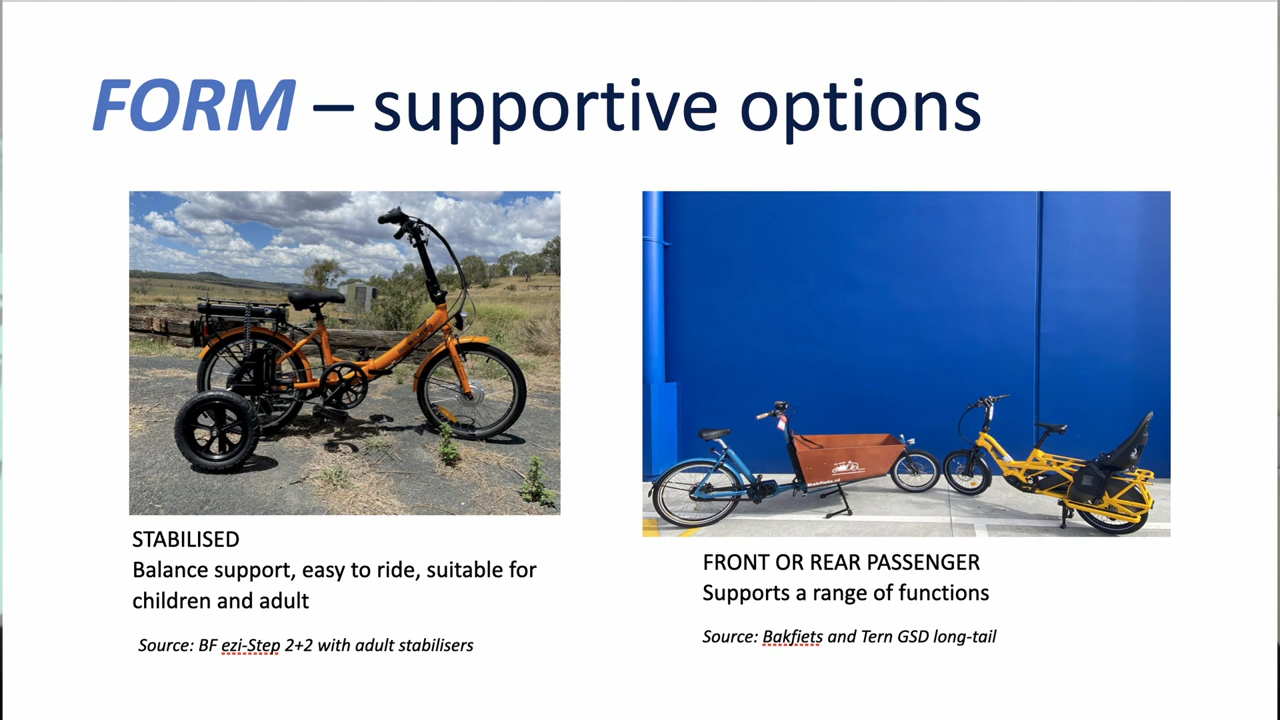 FORM – supportive options
STABILISED
Balance support, easy to ride, suitable for
children and adult
Source: BF ezi-Step 2+2 with adult stabilisers
Bakfiets.nl
FRONT OR REAR PASSENGER
Supports a range of functions
Source: Bakfiets and Tern GSD long-tail